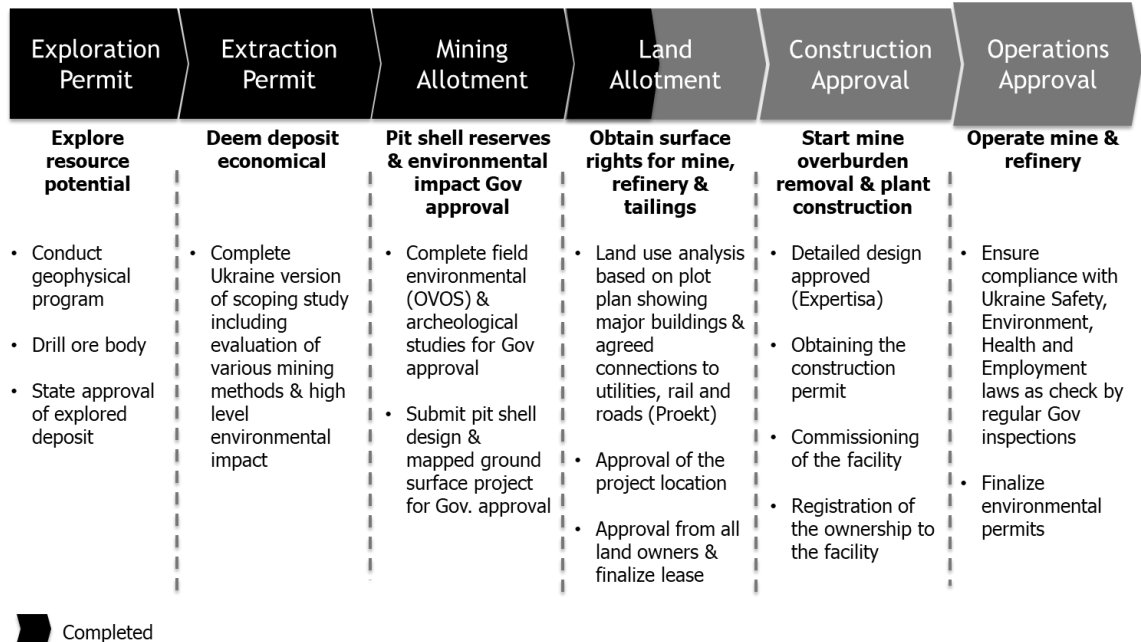 Exploration
Permit
Extraction
Permit
Mining
Allotment
Land
Allotment
Construction
Approval
Operations
Approval
Explore
resource
potential
Deem deposit
economical
Pit shell reserves
& environmental
impact Gov
approval
Obtain surface
rights for mine,
refinery &
tailings
Start mine
overburden
removal & plant
construction
Operate mine &
refinery
• Conduct
geophysical
program
• Drill ore body
• State approval
of explored
deposit
• Complete
Ukraine version
of scoping study
including
evaluation of
various mining
methods & high
level
environmental
impact
• Complete field
environmental
(OVOS) &
archeological
studies for Gov
approval
• Submit pit shell
design &
mapped ground
surface project
for Gov. approval
• Land use analysis
based on plot
plan showing
major buildings &
agreed
connections to
utilities, rail and
roads (Proekt)
• Approval of the
project location
• Approval from all
land owners &
finalize lease
• Detailed design
approved
(Expertisa)
• Obtaining the
construction
permit
• Commissioning
of the facility
• Registration of
the ownership to
the facility
• Ensure
compliance with
Ukraine Safety,
Environment,
Health and
Employment
laws as check by
regular Gov
inspections
• Finalize
environmental
permits
Completed